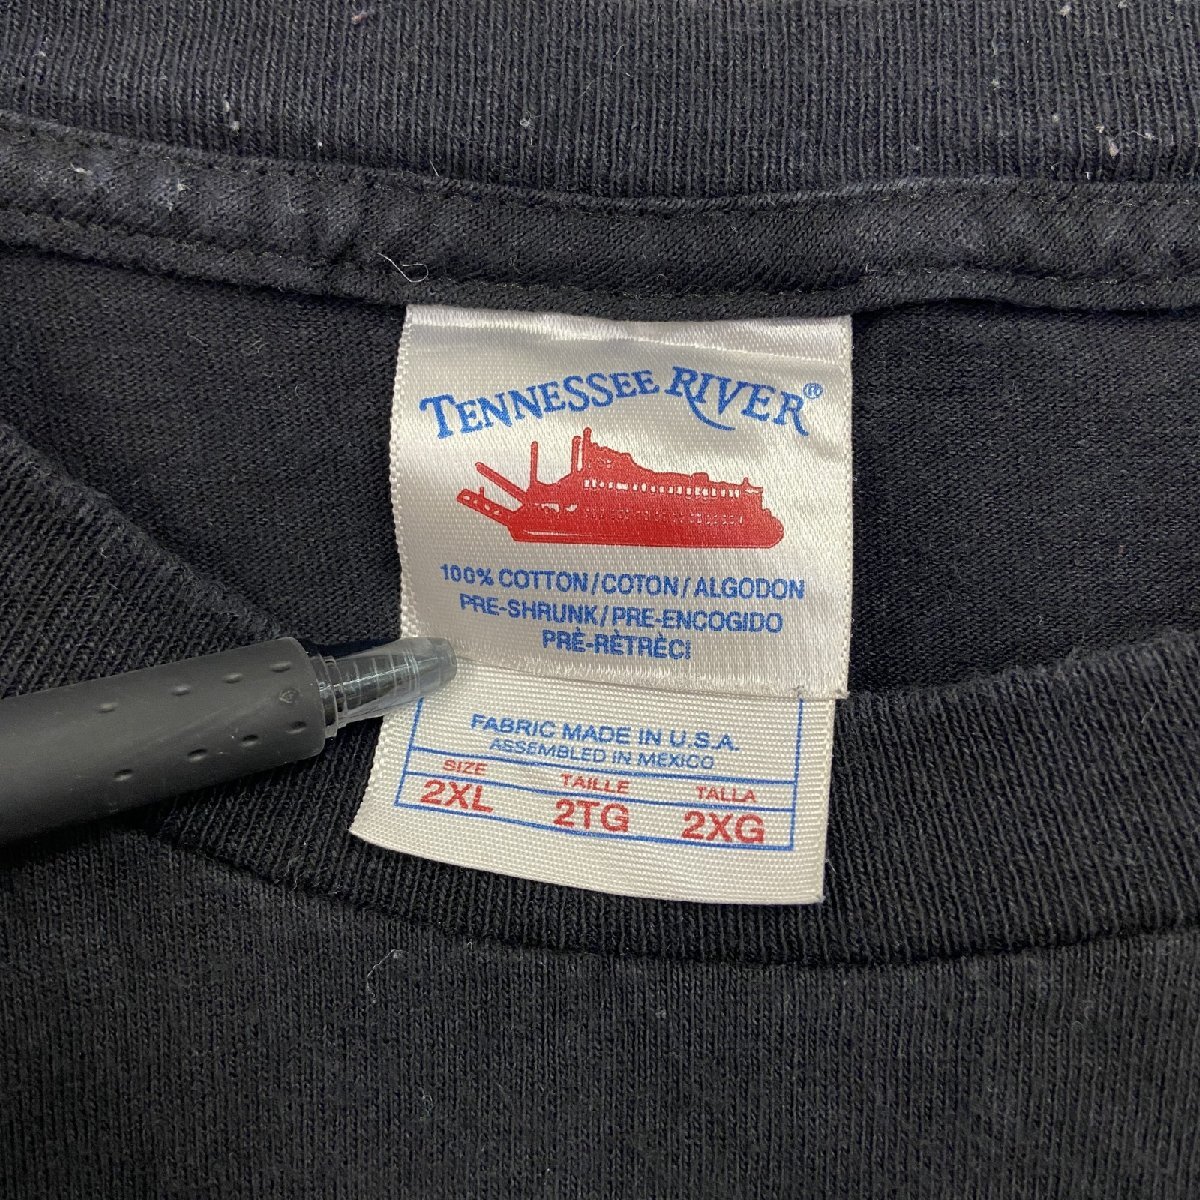 TENNESSEE RIVER®
100% COTTON/COTON/ALGODON
PRE-SHRUNK/PRE-ENCOGIDO
PRÈ-RÈTRÈCI
FABRIC MADE IN U.S.A.
ASSEMBLED IN MEXICO
SIZE TAILLE TALLA
2XL 2TG 2XG